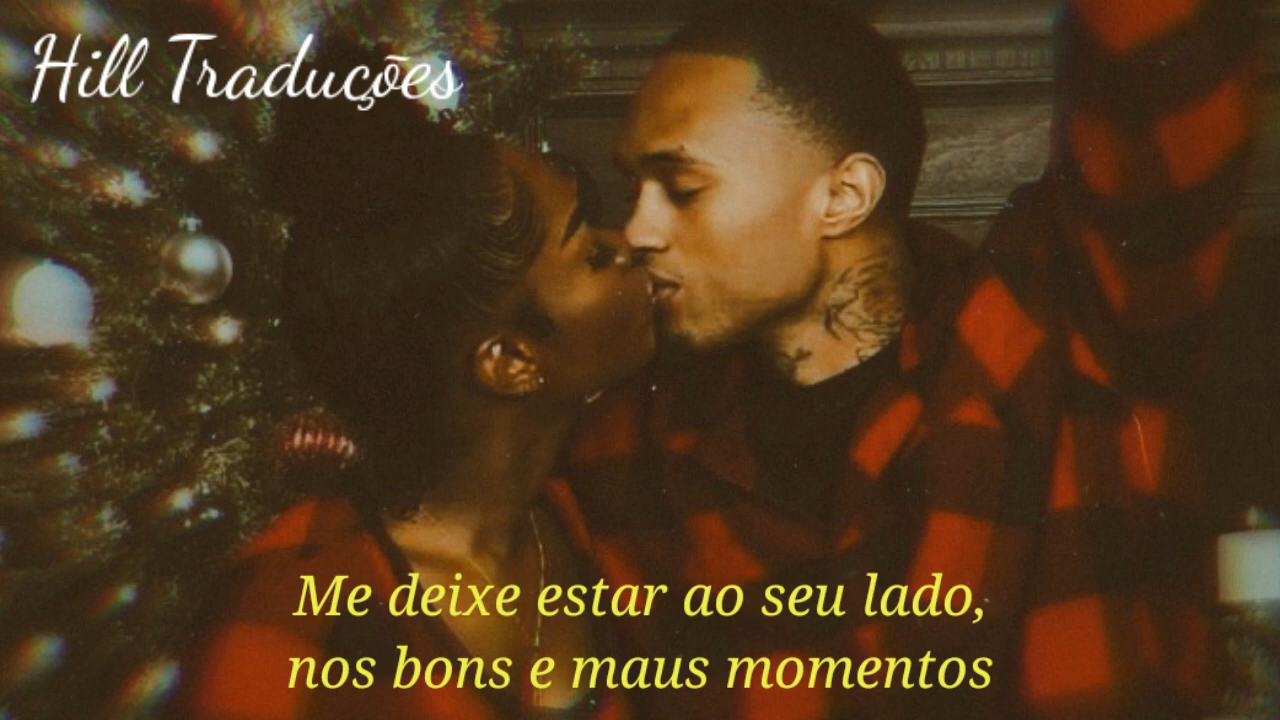 Hill Traduções
Me deixe estar ao seu lado,
nos bons e maus momentos